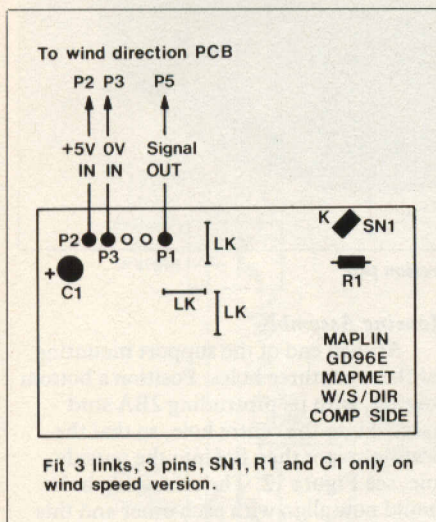 To wind direction PCB
P2 P3 P5
+5V 0V Signal
IN IN OUT
P2 P3 P1 LK K SN1
+ C1 R1
LK LK
MAPLIN
GD96E
MAPMET
W/S/DIR
COMP SIDE
Fit 3 links, 3 pins, SN1, R1 and C1 only on
wind speed version.